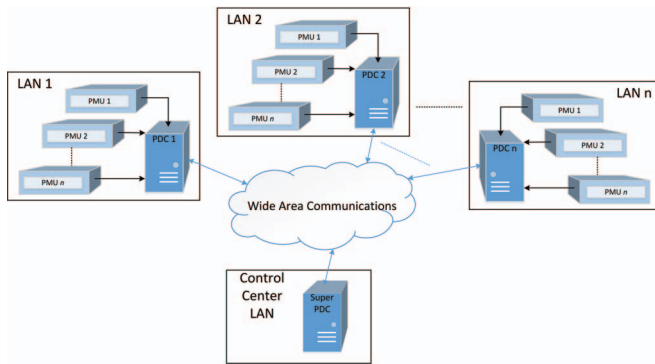 LAN 1
PMU 1
PMU 2
PMU n
PDC 1
LAN 2
PMU 1
PMU 2
PMU n
PDC 2
LAN n
PMU 1
PMU 2
PMU n
PDC n
Wide Area Communications
Control
Center
LAN
Super
PDC